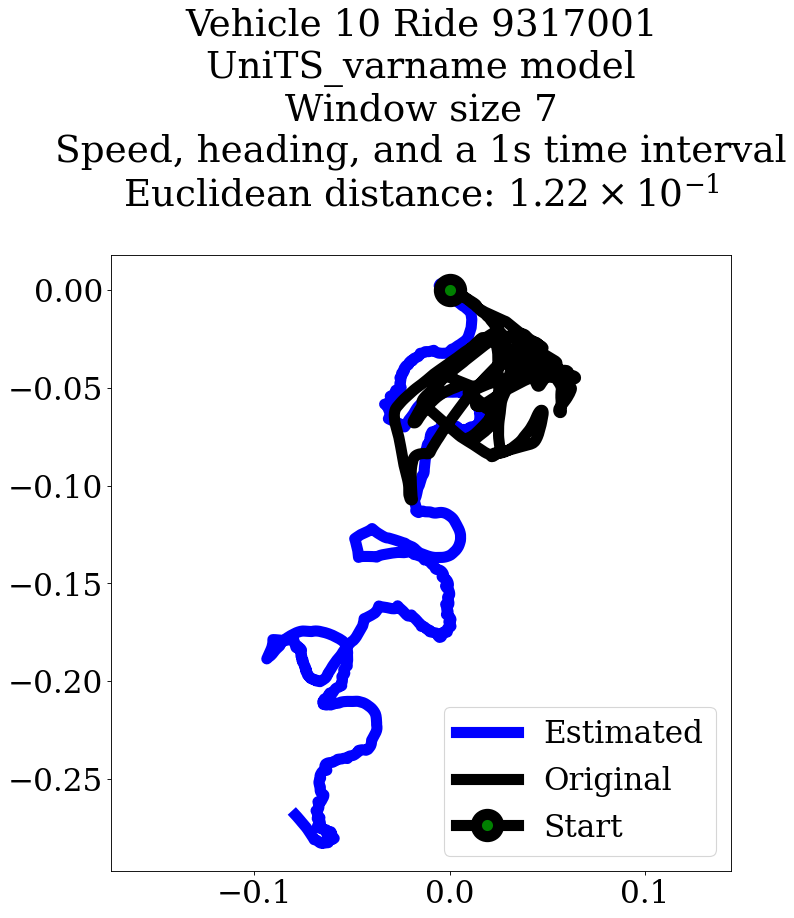 Vehicle 10 Ride 9317001
UniTS_varname model
Window size 7
Speed, heading, and a 1s time interval
Euclidean distance: 1.22 × 10⁻¹
0.00
−0.05
−0.10
−0.15
−0.20
−0.25
Estimated
Original
Start
−0.1
0.0
0.1